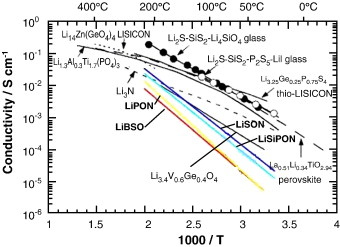 400°C 200°C 100°C 50°C 0°C
10^0
10^-1
10^-2
10^-3
10^-4
10^-5
10^-6
Conductivity / S cm^-1
Li14Zn(GeO4)4 LISICON
Li2S-SiS2-Li4SiO4 glass
Li2S-SiS2-P2S5-LiI glass
Li1.3Al0.3Ti1.7(PO4)3
Li3.25Ge0.25P0.75S4
thio-LISICON
Li3N
LiPON
LiBSO
LiSON
LiSiPON
Li3.4V0.6Ge0.4O4
La0.51Li0.34TiO2.94
perovskite
1 1.5 2 2.5 3 3.5 4
1000 / T